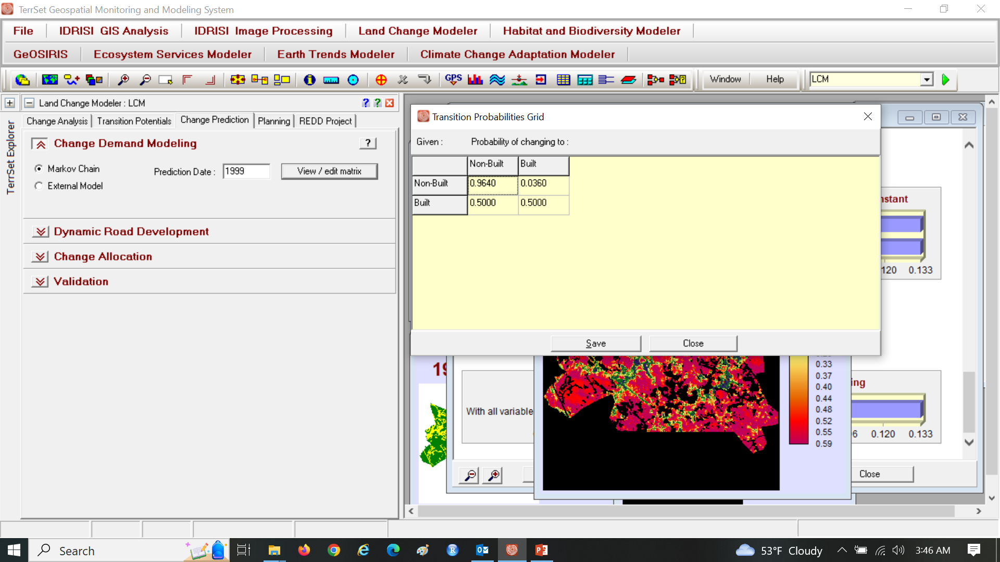 TerrSet Geospatial Monitoring and Modeling System
File IDRISI GIS Analysis IDRISI Image Processing Land Change Modeler Habitat and Biodiversity Modeler
GeOSIRIS Ecosystem Services Modeler Earth Trends Modeler Climate Change Adaptation Modeler
GPS Window Help LCM
TerrSet Explorer
Land Change Modeler : LCM
? ?
Change Analysis Transition Potentials Change Prediction Planning REDD Project
Change Demand Modeling ?
Markov Chain Prediction Date : 1999 View / edit matrix
External Model
Dynamic Road Development
Change Allocation
Validation
Transition Probabilities Grid
Given : Probability of changing to :
Non-Built Built
Non-Built 0.9640 0.0360
Built 0.5000 0.5000
Save Close
nstant
120 0.133
19
With all variable
0.33
0.37
0.40
0.44
0.48
0.52
0.55
0.59
ing
6 0.120 0.133
Close
Search
53°F Cloudy
3:46 AM